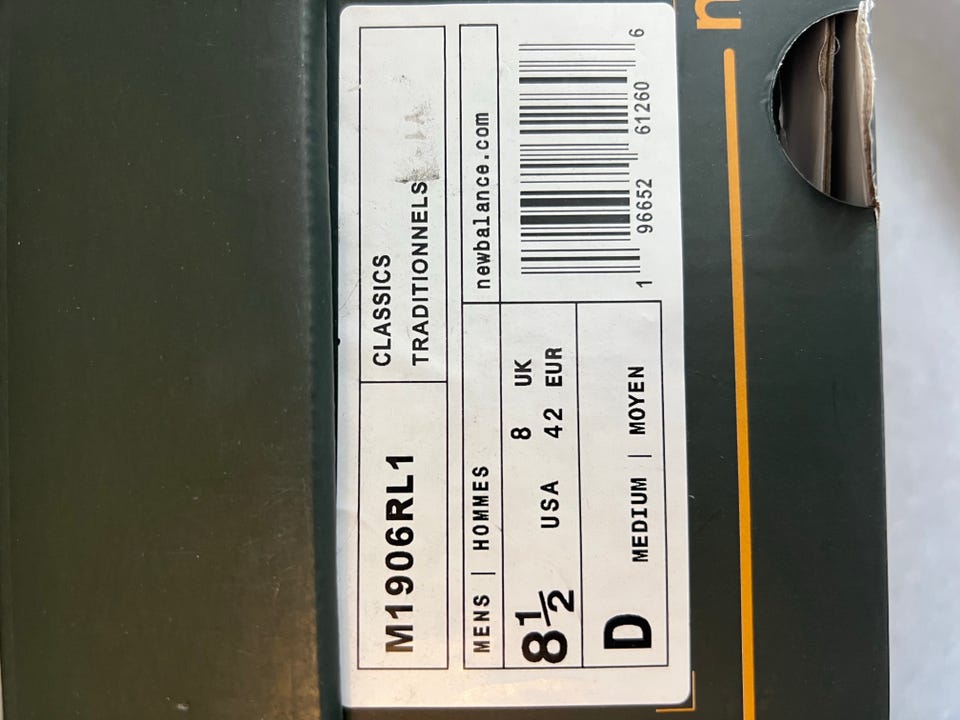 M1906RL1
CLASSICS
TRADITIONNELS
MENS | HOMMES
newbalance.com
8 1/2 USA
8 UK
42 EUR
D
MEDIUM | MOYEN
1 96652 61260 6
n